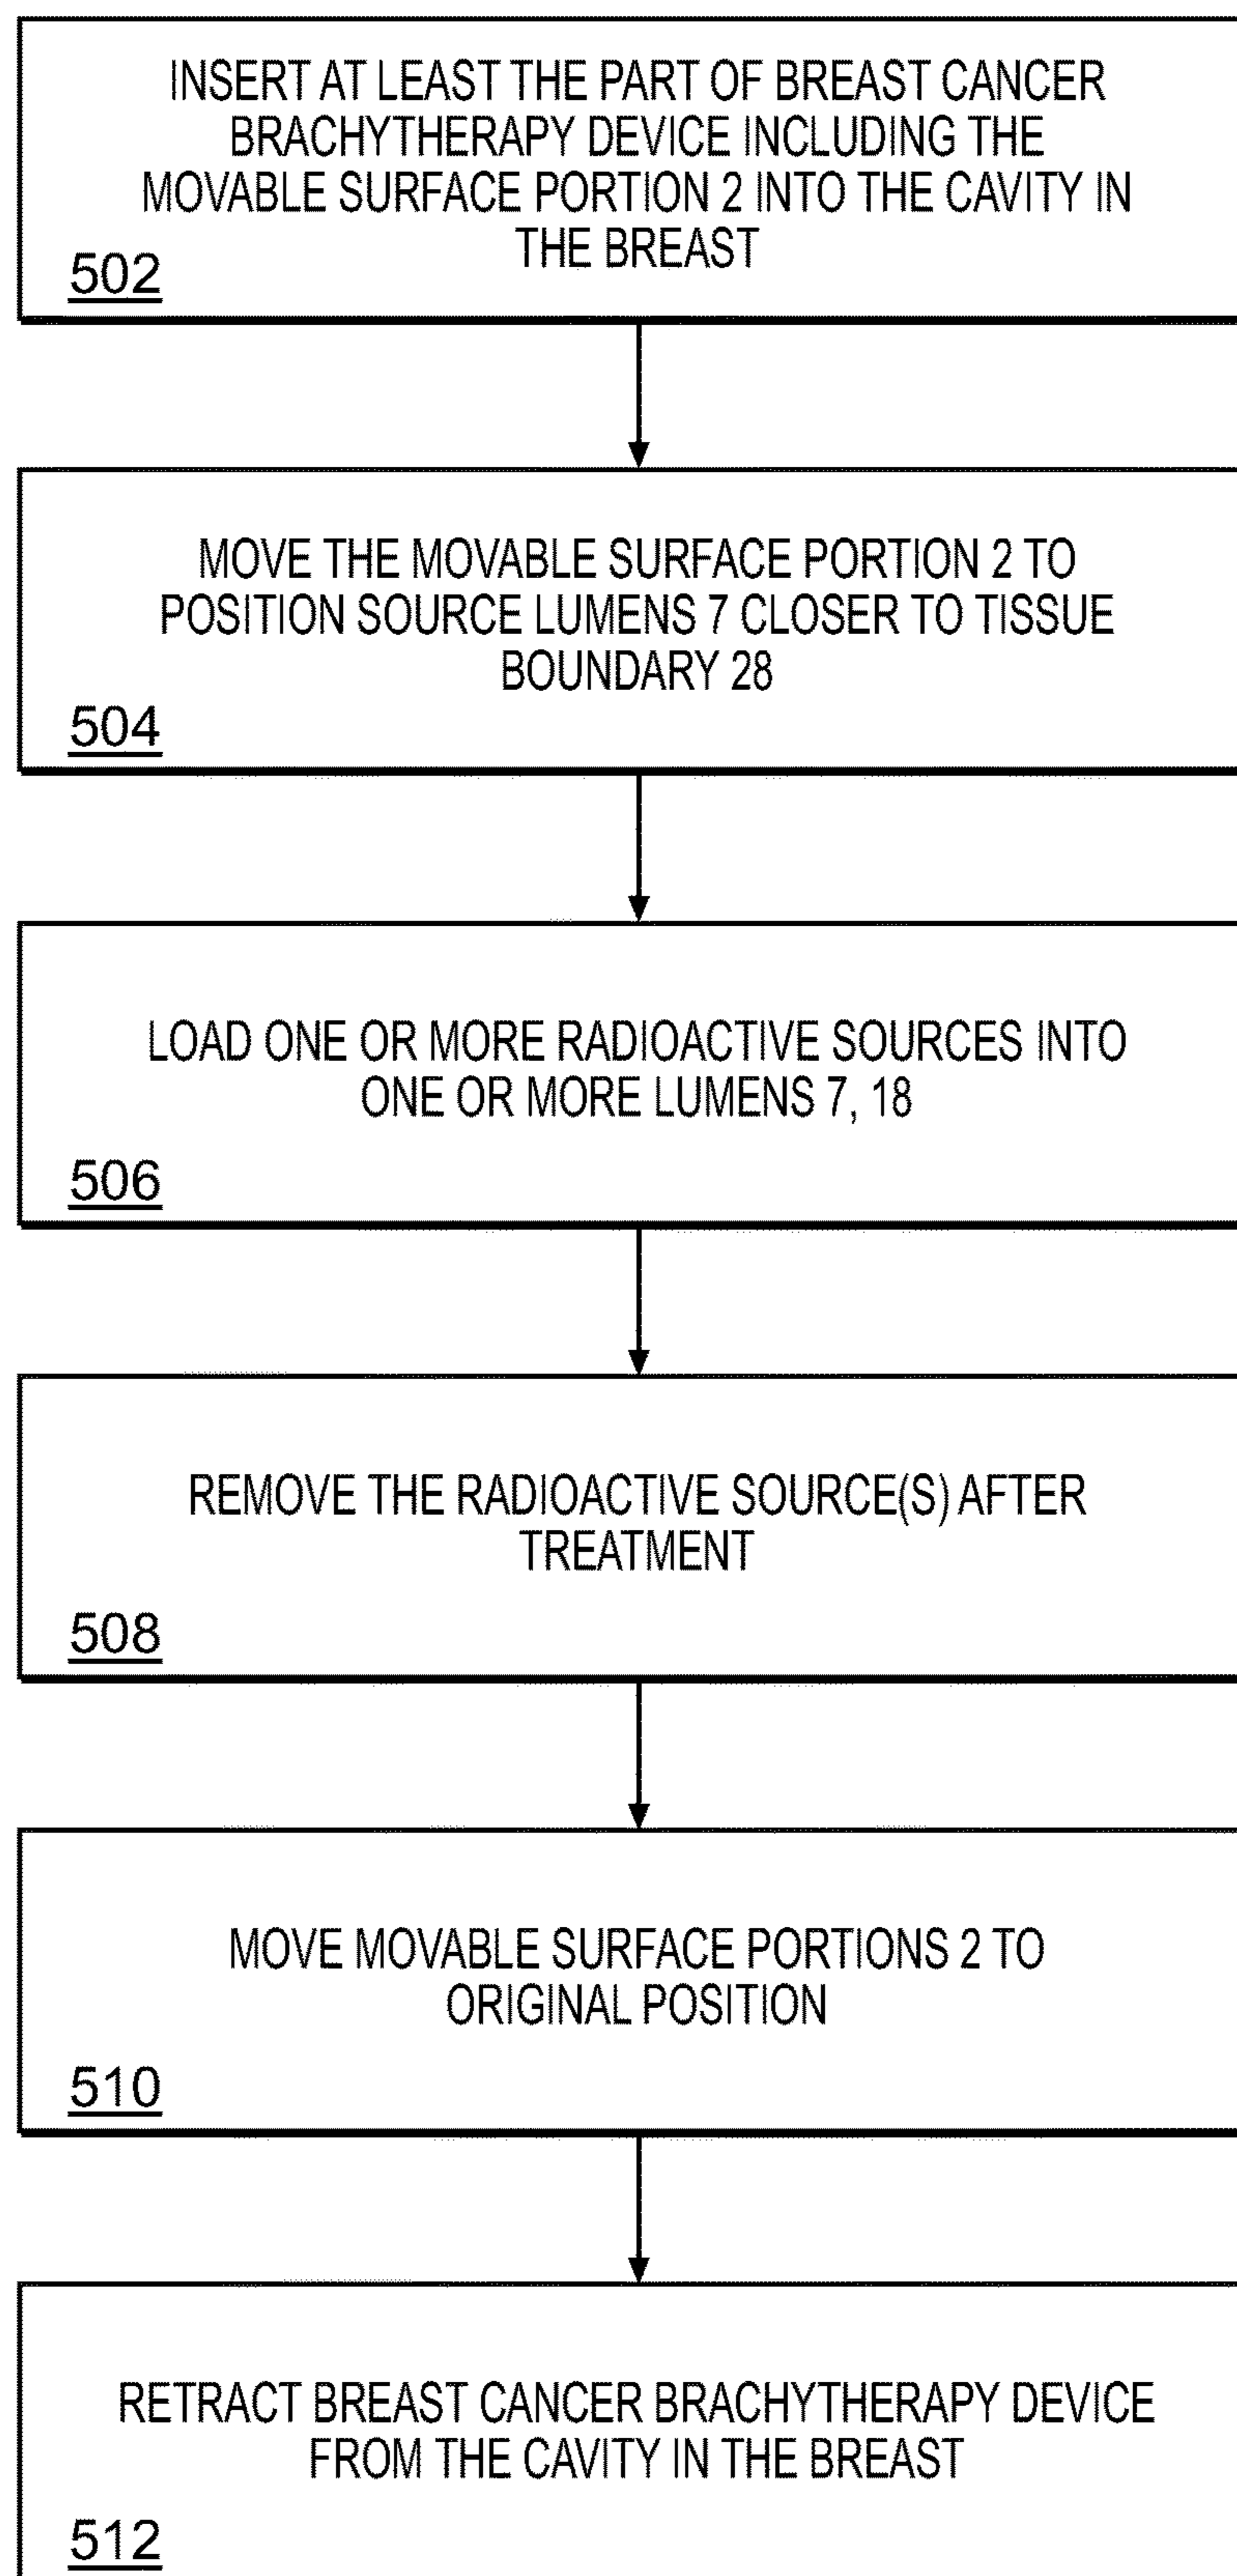 INSERT AT LEAST THE PART OF BREAST CANCER
BRACHYTHERAPY DEVICE INCLUDING THE
MOVABLE SURFACE PORTION 2 INTO THE CAVITY IN
THE BREAST
502
MOVE THE MOVABLE SURFACE PORTION 2 TO
POSITION SOURCE LUMENS 7 CLOSER TO TISSUE
BOUNDARY 28
504
LOAD ONE OR MORE RADIOACTIVE SOURCES INTO
ONE OR MORE LUMENS 7, 18
506
REMOVE THE RADIOACTIVE SOURCE(S) AFTER
TREATMENT
508
MOVE MOVABLE SURFACE PORTIONS 2 TO
ORIGINAL POSITION
510
RETRACT BREAST CANCER BRACHYTHERAPY DEVICE
FROM THE CAVITY IN THE BREAST
512